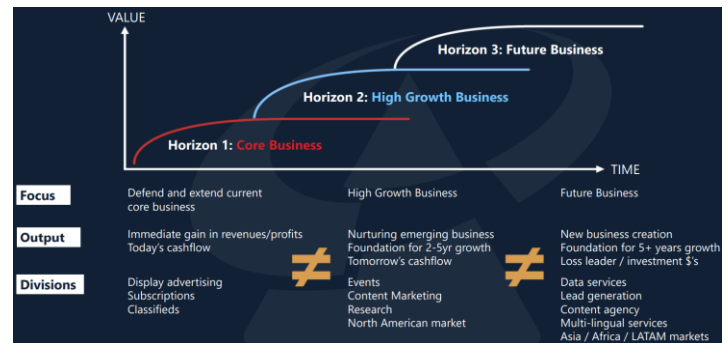 VALUE
Horizon 3: Future Business
Horizon 2: High Growth Business
Horizon 1: Core Business
TIME
Focus
Defend and extend current
core business
High Growth Business
Future Business
Output
Immediate gain in revenues/profits
Today's cashflow
≠
Nurturing emerging business
Foundation for 2-5yr growth
Tomorrow's cashflow
≠
New business creation
Foundation for 5+ years growth
Loss leader / investment $'s
Divisions
Display advertising
Subscriptions
Classifieds
Events
Content Marketing
Research
North American market
Data services
Lead generation
Content agency
Multi-lingual services
Asia / Africa / LATAM markets